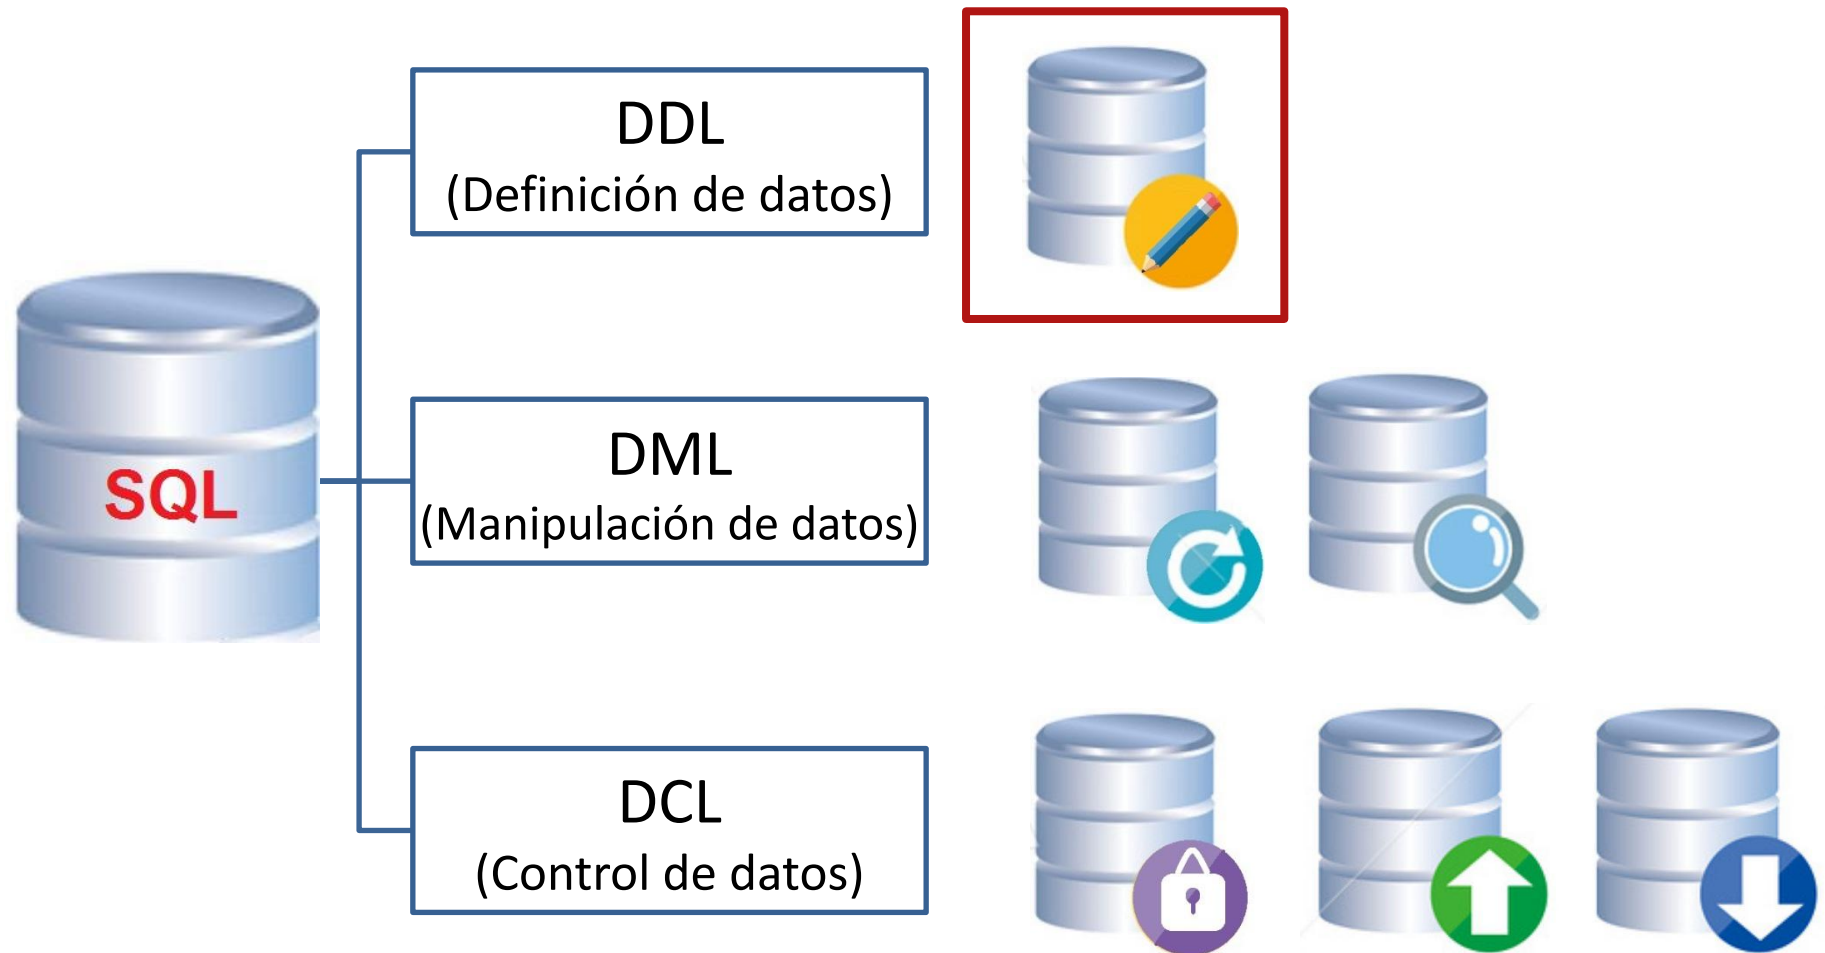 DDL
(Definición de datos)
SQL
DML
(Manipulación de datos)
DCL
(Control de datos)